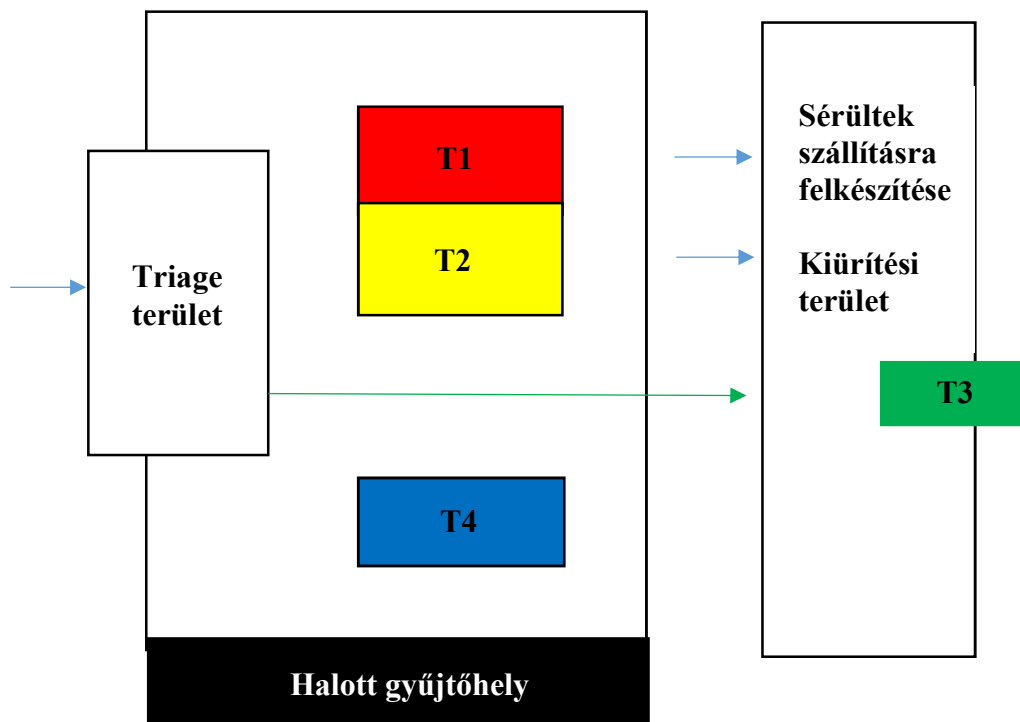 T1
T2
Triage
terület
T4
Halott gyűjtőhely
Sérültek
szállításra
felkészítése
Kiürítési
terület
T3